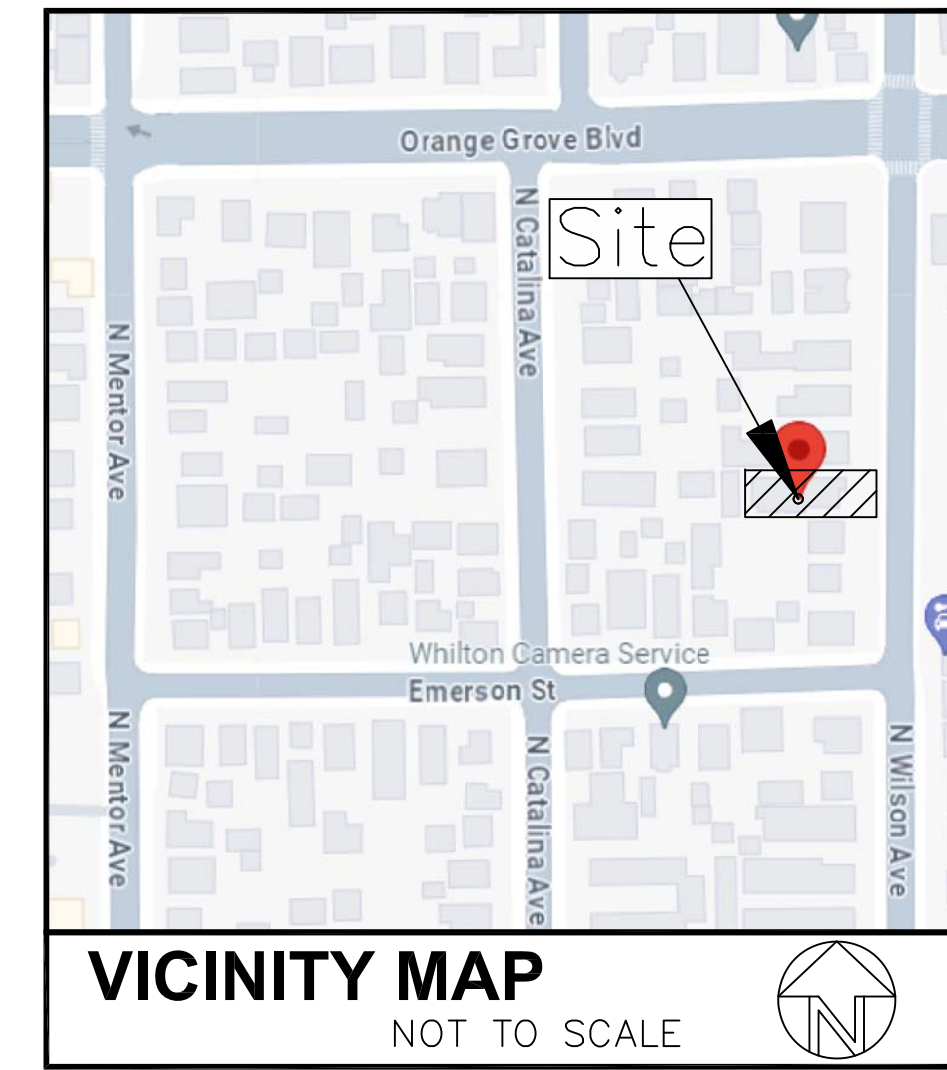 Orange Grove Blvd
N Catalina Ave
Site
N Mentor Ave
Whilton Camera Service
Emerson St
N Mentor Ave
N Catalina Ave
N Wilson Ave
VICINITY MAP
NOT TO SCALE
N